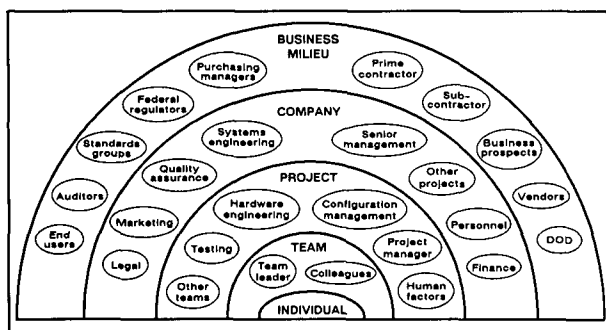 BUSINESS
MILIEU
Purchasing
managers
Prime
contractor
Federal
regulators
Sub-
contractor
Standards
groups
Business
prospects
Auditors
Vendors
End
users
DOD
COMPANY
Systems
engineering
Senior
management
Quality
assurance
Other
projects
Marketing
Personnel
Legal
Finance
PROJECT
Hardware
engineering
Configuration
management
Testing
Project
manager
Other
teams
Human
factors
TEAM
Team
leader
Colleagues
INDIVIDUAL